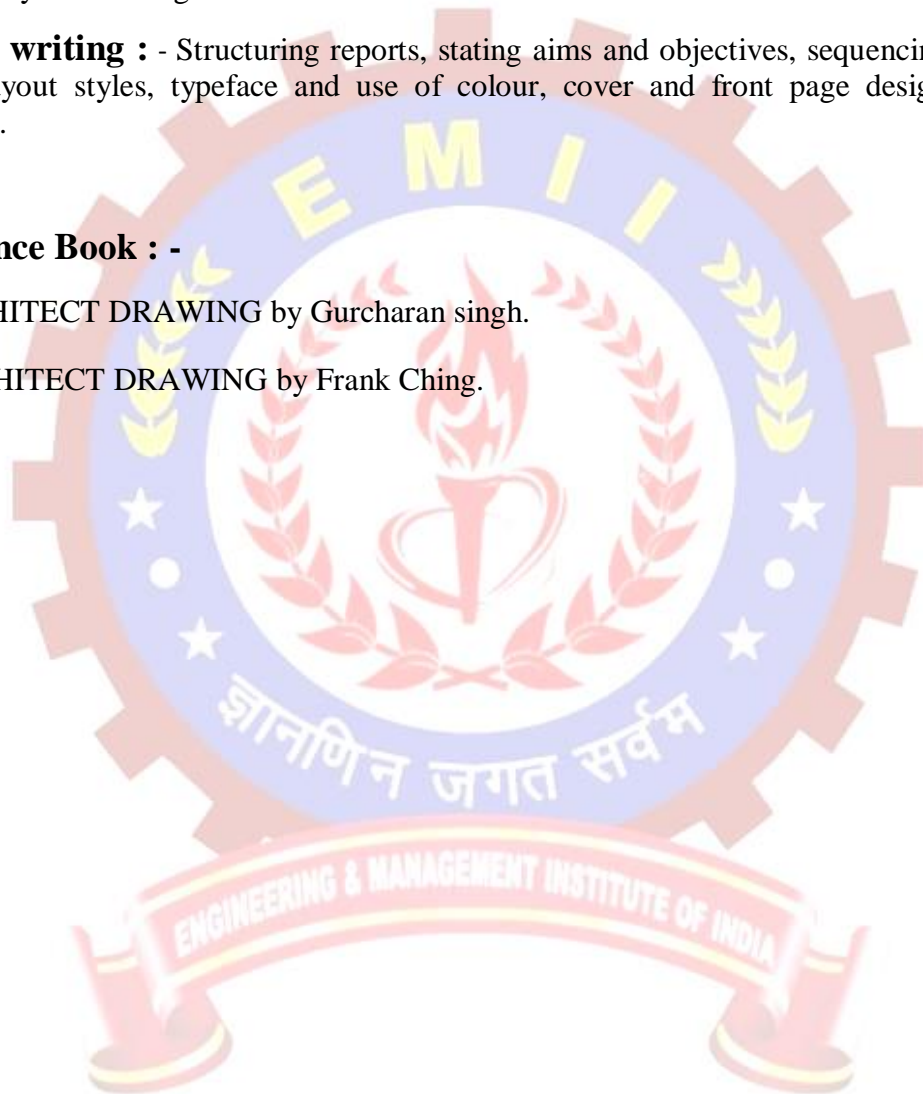 writing : - Structuring reports, stating aims and objectives, sequencin
yout styles, typeface and use of colour, cover and front page desig
.
nce Book : -
HITECT DRAWING by Gurcharan singh.
HITECT DRAWING by Frank Ching.
E M I I
ज्ञानणिन जगत सर्वम
ENGINEERING & MANAGEMENT INSTITUTE OF INDIA